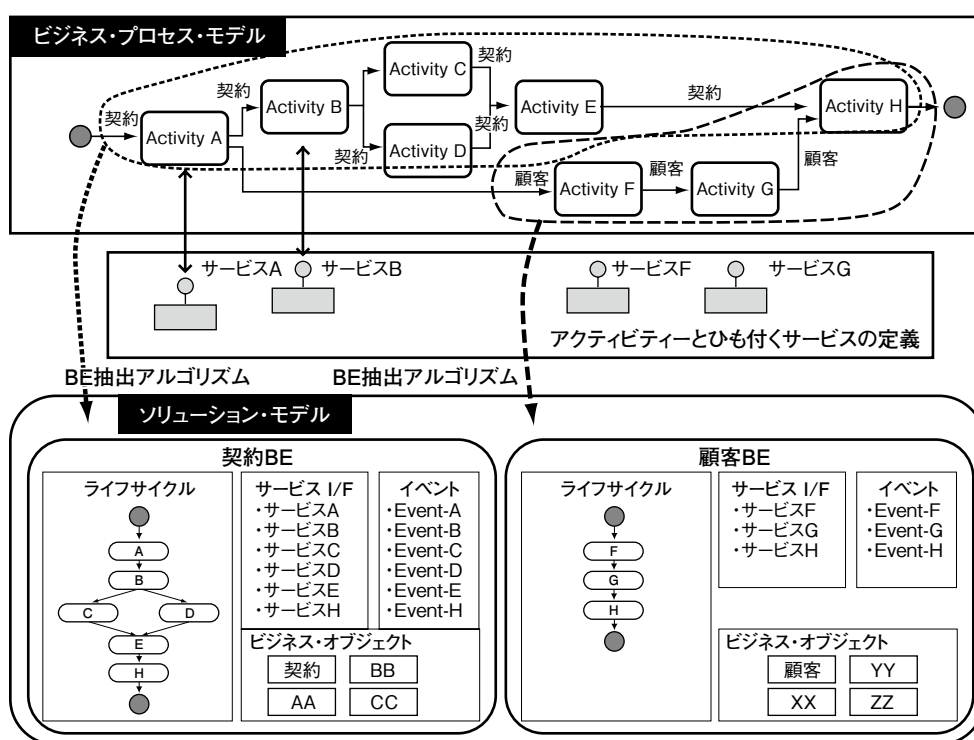 ビジネス・プロセス・モデル
契約
Activity A
契約
Activity B
契約
Activity C
Activity D
契約
契約
Activity E
契約
Activity H
顧客
Activity F
顧客
Activity G
顧客
サービスA
サービスB
サービスF
サービスG
アクティビティーとひも付くサービスの定義
BE抽出アルゴリズム
BE抽出アルゴリズム
ソリューション・モデル
契約BE
ライフサイクル
A
B
C
D
E
H
サービス I/F
・サービスA
・サービスB
・サービスC
・サービスD
・サービスE
・サービスH
イベント
・Event-A
・Event-B
・Event-C
・Event-D
・Event-E
・Event-H
ビジネス・オブジェクト
契約
BB
AA
CC
顧客BE
ライフサイクル
F
G
H
サービス I/F
・サービスF
・サービスG
・サービスH
イベント
・Event-F
・Event-G
・Event-H
ビジネス・オブジェクト
顧客
YY
XX
ZZ